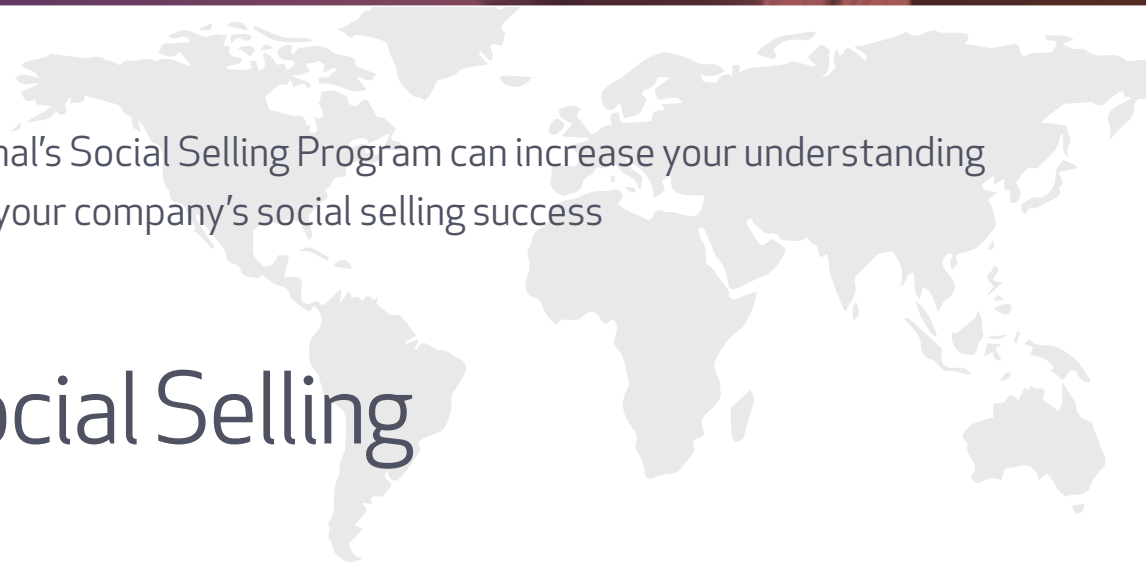 nal’s Social Selling Program can increase your understanding
your company’s social selling success
ocial Selling